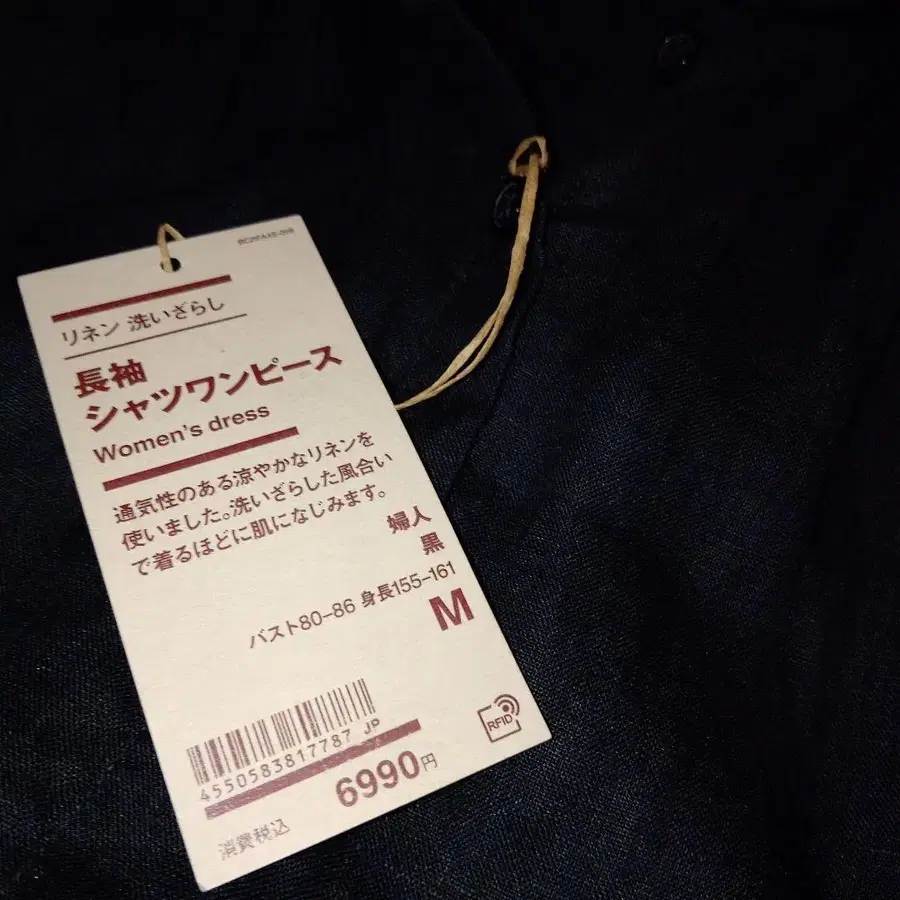 リネン 洗いざらし
長袖
シャツワンピース
Women's dress
通気性のある涼やかなリネンを
使いました。洗いざらした風合い
で着るほどに肌になじみます。
婦人
黒
バスト80-86 身長155-161
M
4550583817787 JP
RFID
6990円
消費税込